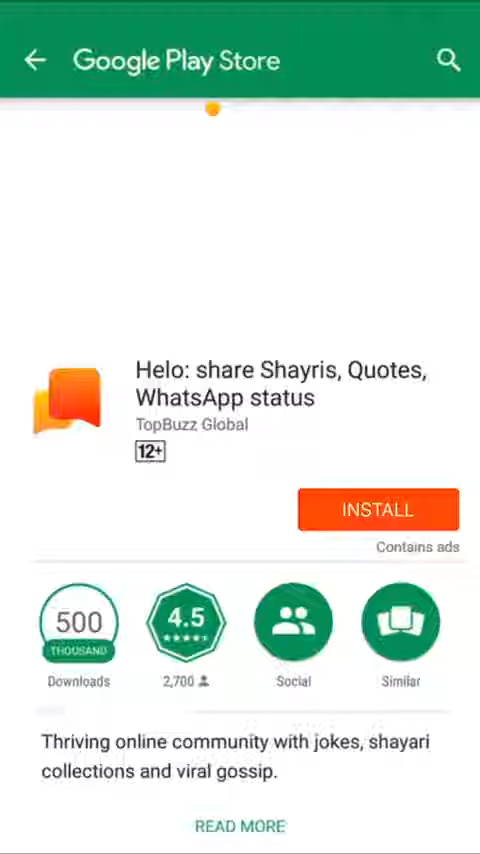 Google Play Store
Helo: share Shayris, Quotes,
WhatsApp status
TopBuzz Global
12+
INSTALL
Contains ads
500
THOUSAND
Downloads
4.5
2,700
Social
Similar
Thriving online community with jokes, shayari
collections and viral gossip.
READ MORE